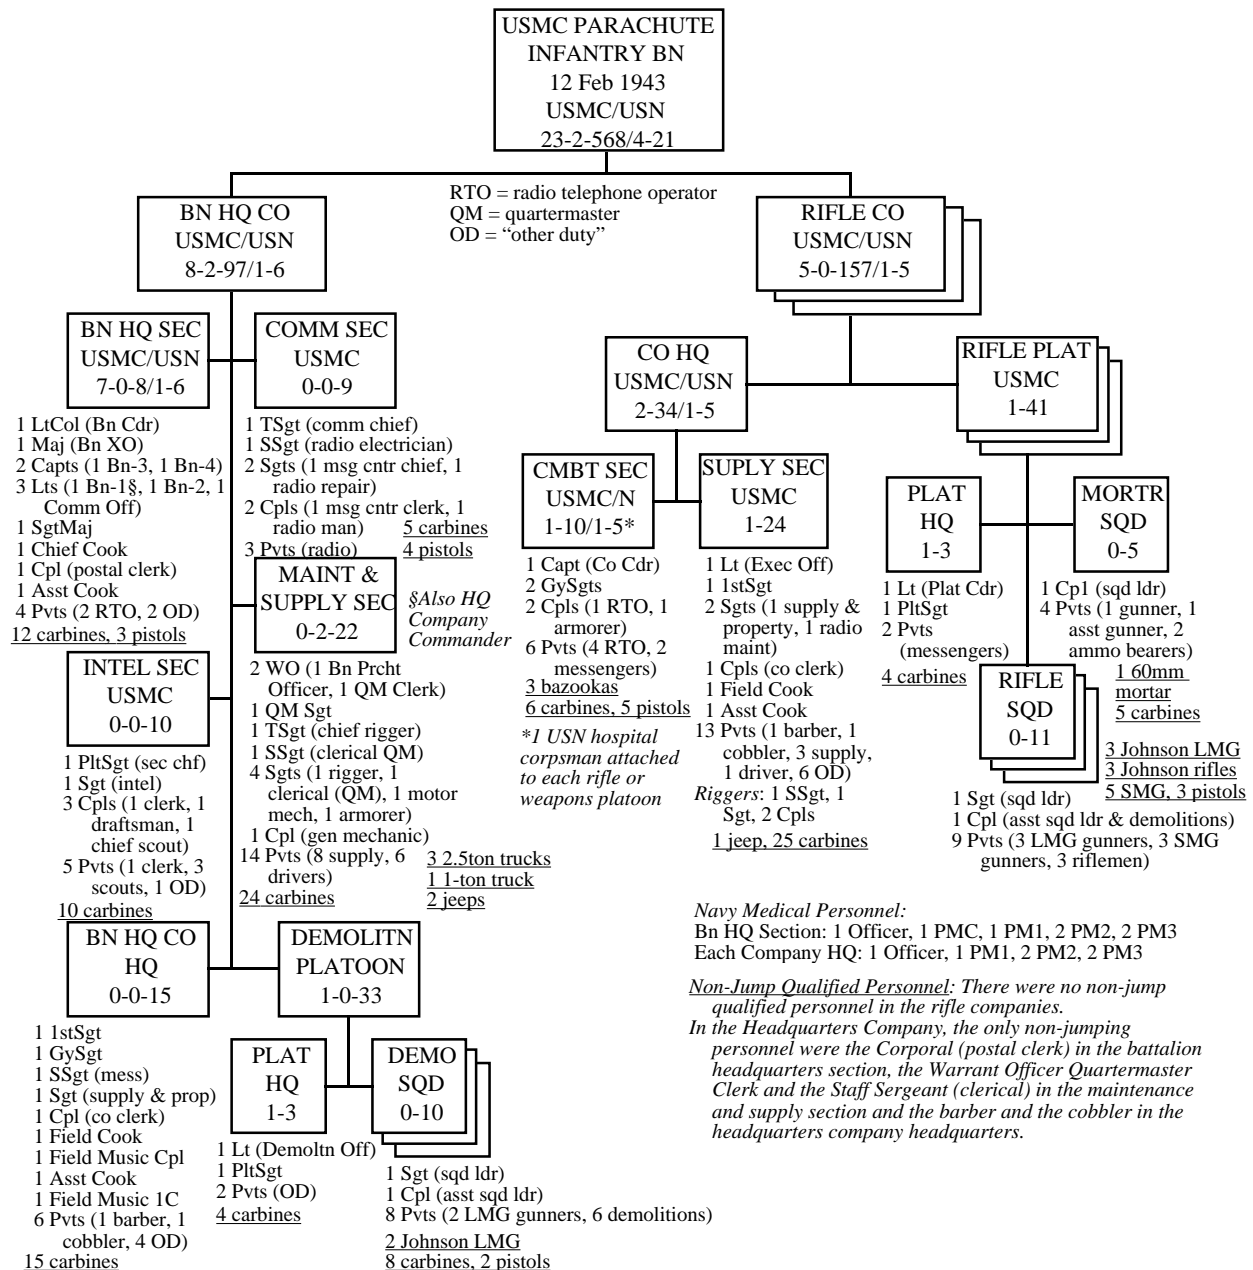 USMC PARACHUTE
INFANTRY BN
12 Feb 1943
USMC/USN
23-2-568/4-21
RTO = radio telephone operator
QM = quartermaster
OD = “other duty”
BN HQ CO
USMC/USN
8-2-97/1-6
RIFLE CO
USMC/USN
5-0-157/1-5
BN HQ SEC
USMC/USN
7-0-8/1-6
1 LtCol (Bn Cdr)
1 Maj (Bn XO)
2 Capts (1 Bn-3, 1 Bn-4)
3 Lts (1 Bn-1§, 1 Bn-2, 1
Comm Off)
1 SgtMaj
1 Chief Cook
1 Cpl (postal clerk)
1 Asst Cook
4 Pvts (2 RTO, 2 OD)
12 carbines, 3 pistols
COMM SEC
USMC
0-0-9
1 TSgt (comm chief)
1 SSgt (radio electrician)
2 Sgts (1 msg cntr chief, 1
radio repair)
2 Cpls (1 msg cntr clerk, 1
radio man)
3 Pvts (radio)
5 carbines
4 pistols
MAINT &
SUPPLY SEC
0-2-22
§Also HQ
Company
Commander
2 WO (1 Bn Prcht
Officer, 1 QM Clerk)
1 QM Sgt
1 TSgt (chief rigger)
1 SSgt (clerical QM)
4 Sgts (1 rigger, 1
clerical (QM), 1 motor
mech, 1 armorer)
1 Cpl (gen mechanic)
14 Pvts (8 supply, 6
drivers)
24 carbines
3 2.5ton trucks
1 1-ton truck
2 jeeps
INTEL SEC
USMC
0-0-10
1 PltSgt (sec chf)
1 Sgt (intel)
3 Cpls (1 clerk, 1
draftsman, 1
chief scout)
5 Pvts (1 clerk, 3
scouts, 1 OD)
10 carbines
BN HQ CO
HQ
0-0-15
1 1stSgt
1 GySgt
1 SSgt (mess)
1 Sgt (supply & prop)
1 Cpl (co clerk)
1 Field Cook
1 Field Music Cpl
1 Asst Cook
1 Field Music 1C
6 Pvts (1 barber, 1
cobbler, 4 OD)
15 carbines
DEMOLITN
PLATOON
1-0-33
PLAT
HQ
1-3
1 Lt (Demoltn Off)
1 PltSgt
2 Pvts (OD)
4 carbines
DEMO
SQD
0-10
1 Sgt (sqd ldr)
1 Cpl (asst sqd ldr)
8 Pvts (2 LMG gunners, 6 demolitions)
2 Johnson LMG
8 carbines, 2 pistols
CO HQ
USMC/USN
2-34/1-5
RIFLE PLAT
USMC
1-41
CMBT SEC
USMC/N
1-10/1-5*
1 Capt (Co Cdr)
2 GySgts
2 Cpls (1 RTO, 1
armorer)
6 Pvts (4 RTO, 2
messengers)
3 bazookas
6 carbines, 5 pistols
*1 USN hospital
corpsman attached
to each rifle or
weapons platoon
SUPLY SEC
USMC
1-24
1 Lt (Exec Off)
1 1stSgt
2 Sgts (1 supply &
property, 1 radio
maint)
1 Cpls (co clerk)
1 Field Cook
1 Asst Cook
13 Pvts (1 barber, 1
cobbler, 3 supply,
1 driver, 6 OD)
Riggers: 1 SSgt, 1
Sgt, 2 Cpls
1 jeep, 25 carbines
PLAT
HQ
1-3
1 Lt (Plat Cdr)
1 PltSgt
2 Pvts
(messengers)
4 carbines
MORTR
SQD
0-5
1 Cp1 (sqd ldr)
4 Pvts (1 gunner, 1
asst gunner, 2
ammo bearers)
1 60mm
mortar
5 carbines
RIFLE
SQD
0-11
3 Johnson LMG
3 Johnson rifles
5 SMG, 3 pistols
1 Sgt (sqd ldr)
1 Cpl (asst sqd ldr & demolitions)
9 Pvts (3 LMG gunners, 3 SMG
gunners, 3 riflemen)
Navy Medical Personnel:
Bn HQ Section: 1 Officer, 1 PMC, 1 PM1, 2 PM2, 2 PM3
Each Company HQ: 1 Officer, 1 PM1, 2 PM2, 2 PM3
Non-Jump Qualified Personnel: There were no non-jump
qualified personnel in the rifle companies.
In the Headquarters Company, the only non-jumping
personnel were the Corporal (postal clerk) in the battalion
headquarters section, the Warrant Officer Quartermaster
Clerk and the Staff Sergeant (clerical) in the maintenance
and supply section and the barber and the cobbler in the
headquarters company headquarters.